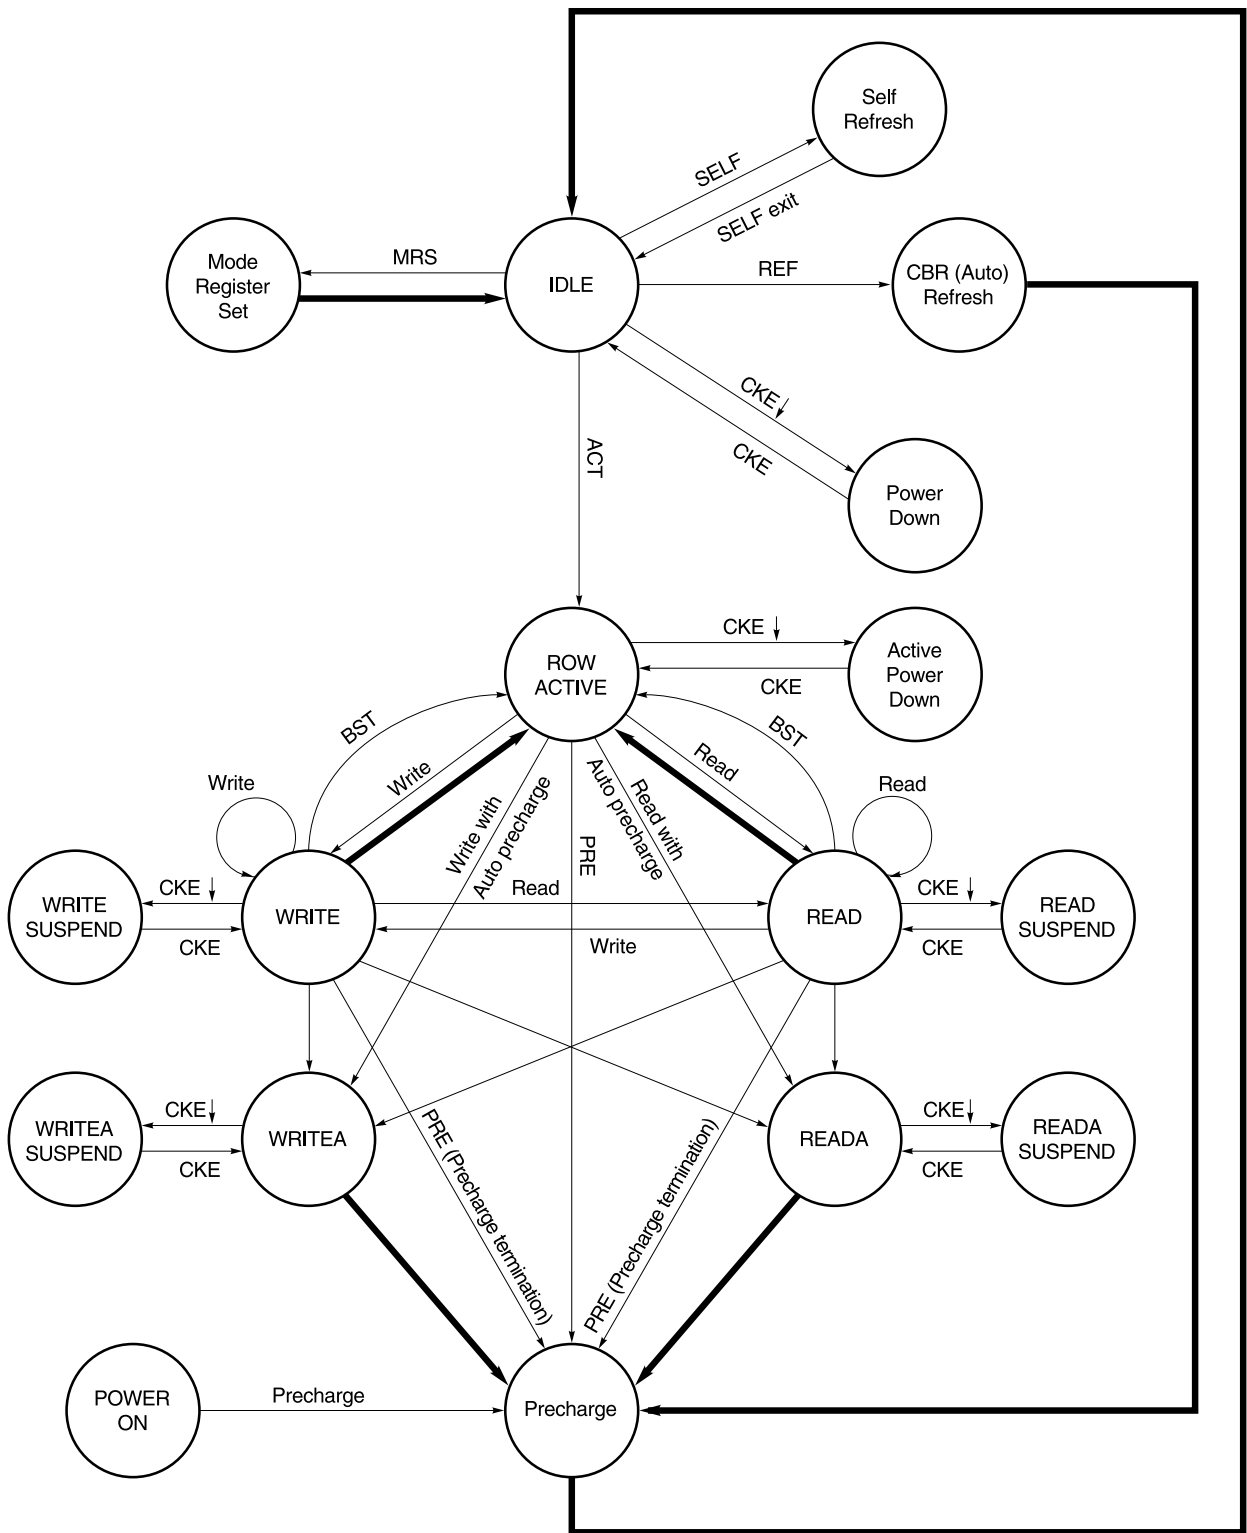 Self
Refresh
SELF
SELF exit
Mode
Register
Set
MRS
IDLE
REF
CBR (Auto)
Refresh
CKE
CKE
ACT
Power
Down
ROW
ACTIVE
CKE
CKE
Active
Power
Down
BST
BST
Write
Read
Write
Read
Write with
Auto precharge
PRE
Read with
Auto precharge
WRITE
SUSPEND
CKE
CKE
WRITE
Read
Write
READ
CKE
CKE
READ
SUSPEND
WRITEA
SUSPEND
CKE
CKE
WRITEA
PRE (Precharge termination)
PRE (Precharge termination)
READA
CKE
CKE
READA
SUSPEND
POWER
ON
Precharge
Precharge